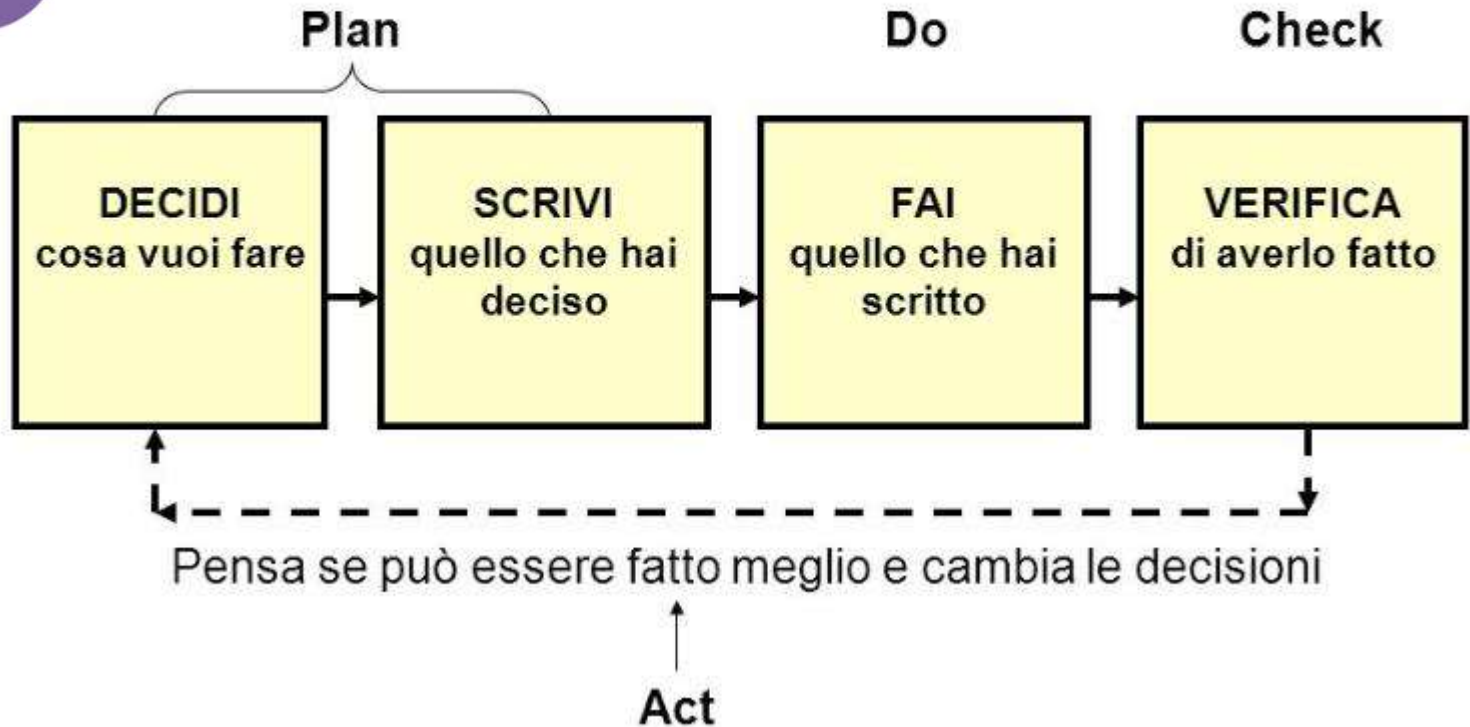 Plan
Do
Check
DECIDI
cosa vuoi fare
SCRIVI
quello che hai
deciso
FAI
quello che hai
scritto
VERIFICA
di averlo fatto
Pensa se può essere fatto meglio e cambia le decisioni
Act